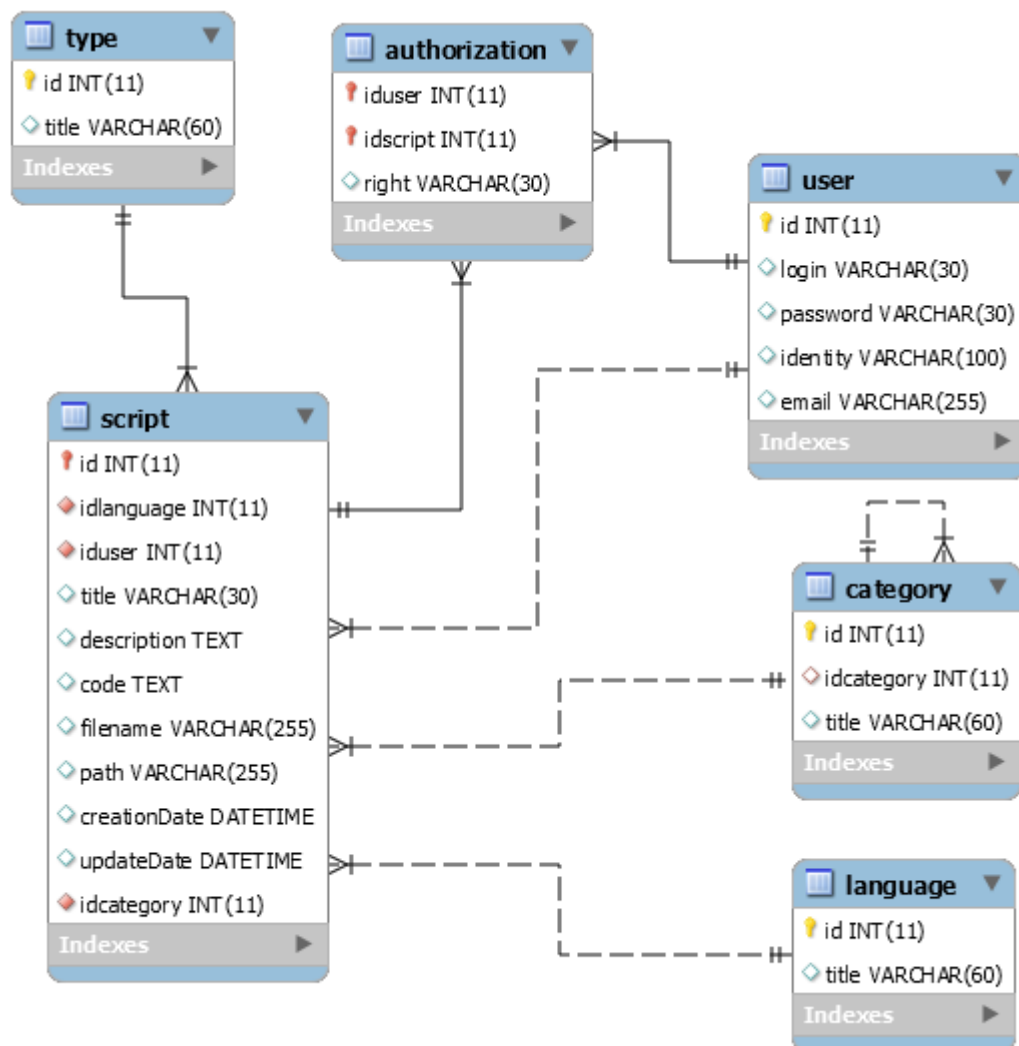 type
id INT(11)
title VARCHAR(60)
Indexes
authorization
iduser INT(11)
idscript INT(11)
right VARCHAR(30)
Indexes
user
id INT(11)
login VARCHAR(30)
password VARCHAR(30)
identity VARCHAR(100)
email VARCHAR(255)
Indexes
script
id INT(11)
idlanguage INT(11)
iduser INT(11)
title VARCHAR(30)
description TEXT
code TEXT
filename VARCHAR(255)
path VARCHAR(255)
creationDate DATETIME
updateDate DATETIME
idcategory INT(11)
Indexes
category
id INT(11)
idcategory INT(11)
title VARCHAR(60)
Indexes
language
id INT(11)
title VARCHAR(60)
Indexes